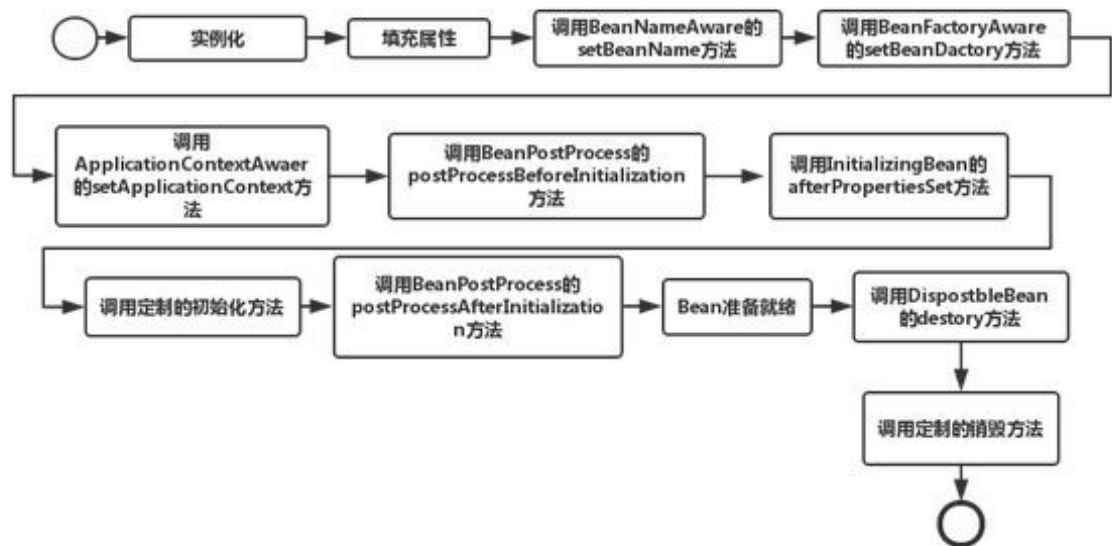 实例化
填充属性
调用BeanNameAware的
setBeanName方法
调用BeanFactoryAware
的setBeanDactory方法
调用
ApplicationContextAwaer
的setApplicationContext方
法
调用BeanPostProcess的
postProcessBeforeInitialization
方法
调用InitializingBean的
afterPropertiesSet方法
调用定制的初始化方法
调用BeanPostProcess的
postProcessAfterInitializatio
n方法
Bean准备就绪
调用DispostbleBean
的destory方法
调用定制的销毁方法